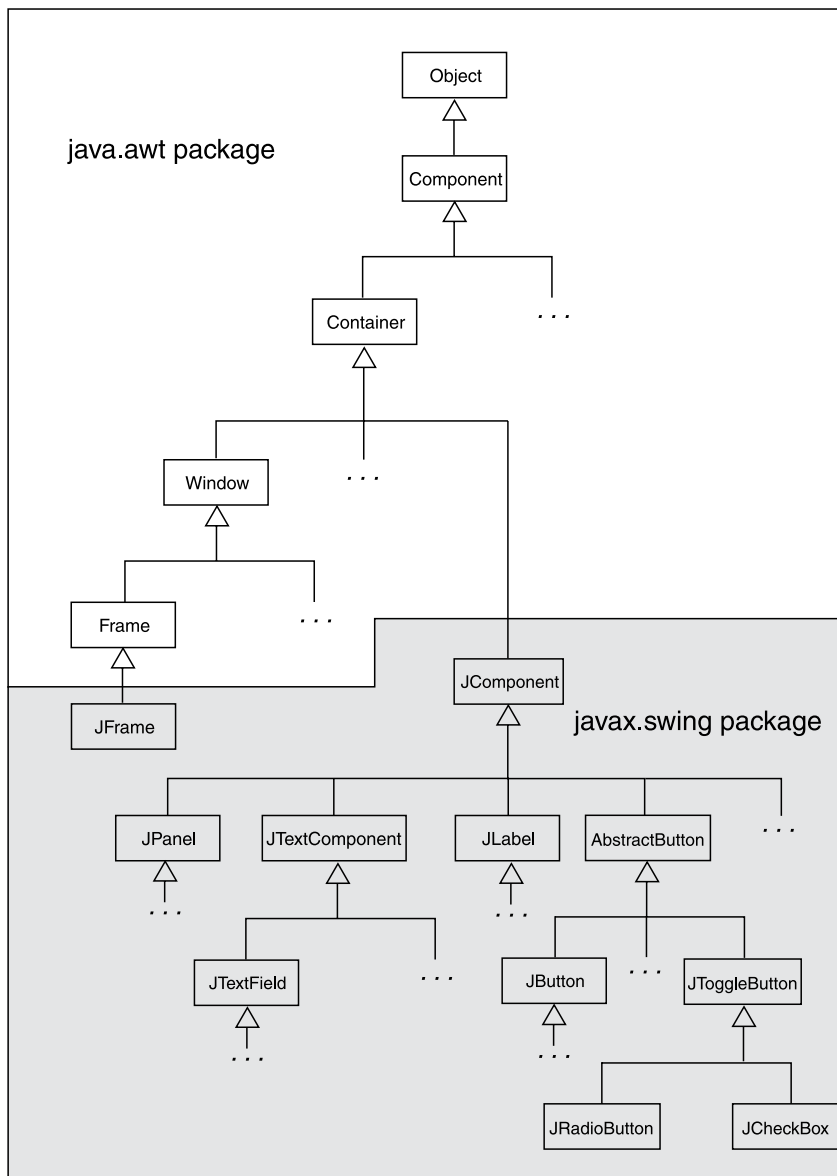 Object
java.awt package
Component
Container
. . .
Window
. . .
Frame
. . .
JComponent
JFrame
javax.swing package
JPanel
JTextComponent
JLabel
AbstractButton
. . .
. . .
. . .
JTextField
. . .
JButton
. . .
JToggleButton
. . .
. . .
JRadioButton
JCheckBox